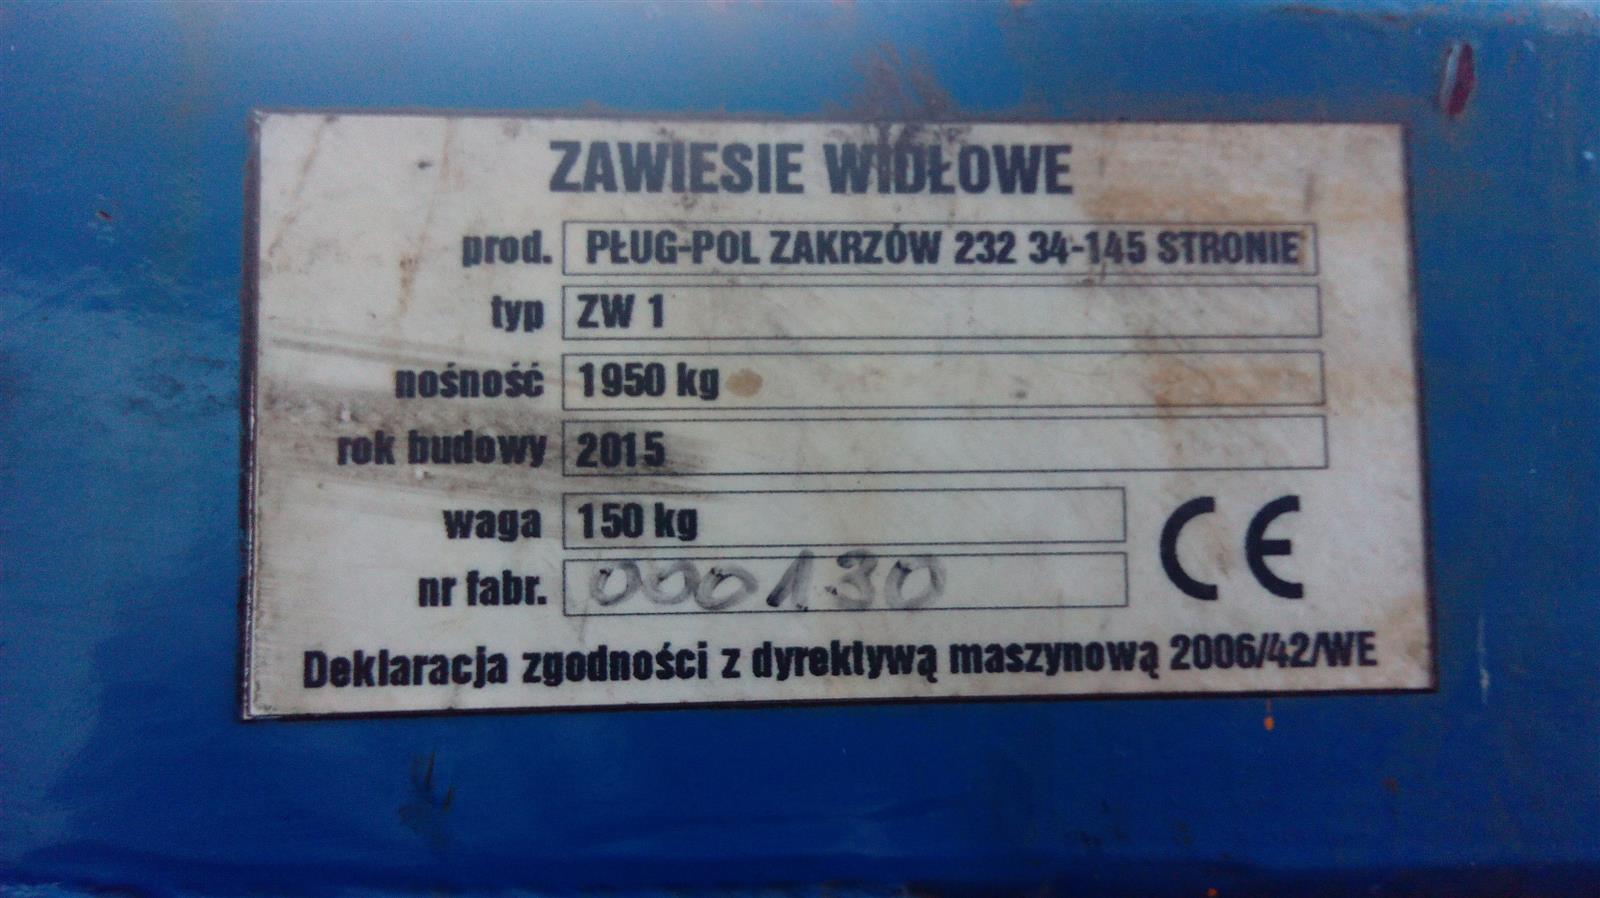 ZAWIESIE WIDŁOWE
prod. PŁUG-POL ZAKRZÓW 232 34-145 STRONIE
typ ZW 1
nośność 1950 kg
rok budowy 2015
waga 150 kg
nr fabr. 000130
CE
Deklaracja zgodności z dyrektywą maszynową 2006/42/WE